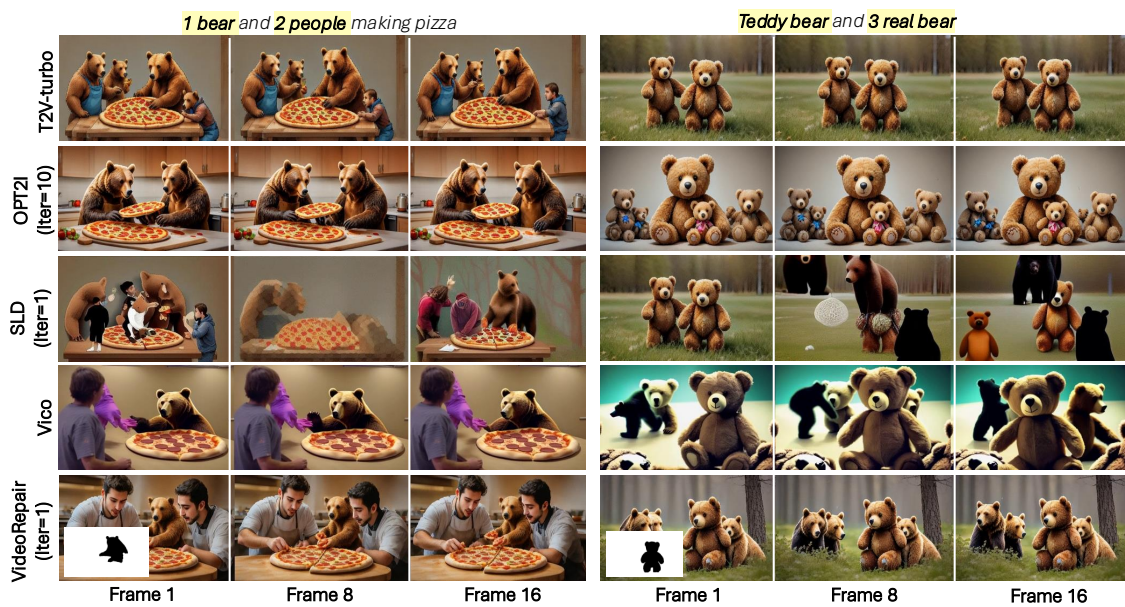 1 bear and 2 people making pizza
Teddy bear and 3 real bear
T2V-turbo
OPT2I
(Iter=10)
SLD
(Iter=1)
Vico
VideoRepair
(Iter=1)
Frame 1
Frame 8
Frame 16
Frame 1
Frame 8
Frame 16